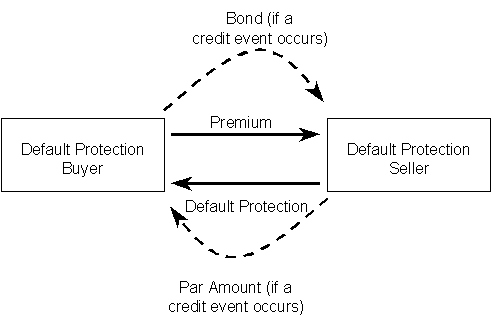 Bond (if a
credit event occurs)
Premium
Default Protection
Buyer
Default Protection
Seller
Default Protection
Par Amount (if a
credit event occurs)